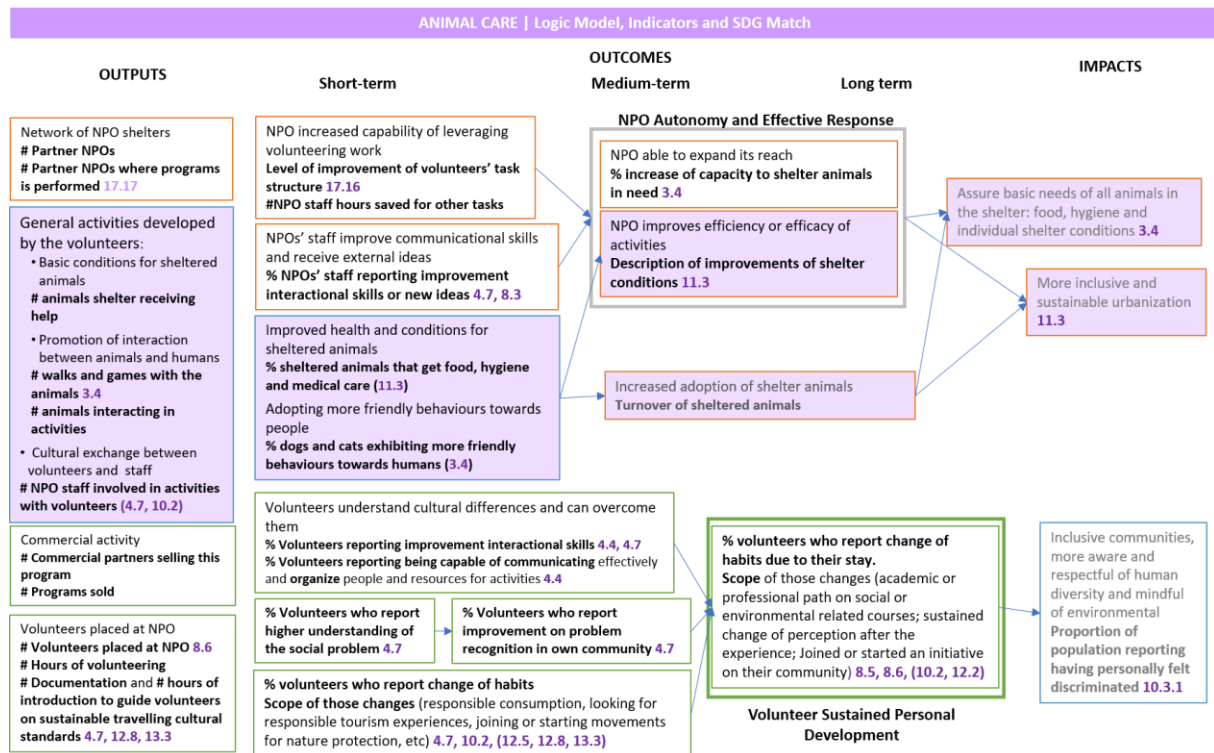 ANIMAL CARE | Logic Model, Indicators and SDG Match
OUTPUTS
OUTCOMES
Short-term
Medium-term
Long term
IMPACTS
Network of NPO shelters
# Partner NPOs
# Partner NPOs where programs
is performed 17.17
General activities developed
by the volunteers:
• Basic conditions for sheltered
animals
# animals shelter receiving
help
• Promotion of interaction
between animals and humans
# walks and games with the
animals 3.4
# animals interacting in
activities
• Cultural exchange between
volunteers and staff
# NPO staff involved in activities
with volunteers (4.7, 10.2)
Commercial activity
# Commercial partners selling this
program
# Programs sold
Volunteers placed at NPO
# Volunteers placed at NPO 8.6
# Hours of volunteering
# Documentation and # hours of
introduction to guide volunteers
on sustainable travelling cultural
standards 4.7, 12.8, 13.3
NPO increased capability of leveraging
volunteering work
Level of improvement of volunteers' task
structure 17.16
#NPO staff hours saved for other tasks
NPOs' staff improve communicational skills
and receive external ideas
% NPOs' staff reporting improvement
interactional skills or new ideas 4.7, 8.3
Improved health and conditions for
sheltered animals
% sheltered animals that get food, hygiene
and medical care (11.3)
Adopting more friendly behaviours towards
people
% dogs and cats exhibiting more friendly
behaviours towards humans (3.4)
Volunteers understand cultural differences and can overcome
them
% Volunteers reporting improvement interactional skills 4.4, 4.7
% Volunteers reporting being capable of communicating effectively
and organize people and resources for activities 4.4
% Volunteers who report
higher understanding of
the social problem 4.7
% Volunteers who report
improvement on problem
recognition in own community 4.7
% volunteers who report change of habits
Scope of those changes (responsible consumption, looking for
responsible tourism experiences, joining or starting movements
for nature protection, etc) 4.7, 10.2, (12.5, 12.8, 13.3)
NPO Autonomy and Effective Response
NPO able to expand its reach
% increase of capacity to shelter animals
in need 3.4
NPO improves efficiency or efficacy of
activities
Description of improvements of shelter
conditions 11.3
Increased adoption of shelter animals
Turnover of sheltered animals
% volunteers who report change of
habits due to their stay.
Scope of those changes (academic or
professional path on social or
environmental related courses; sustained
change of perception after the
experience; Joined or started an initiative
on their community) 8.5, 8.6, (10.2, 12.2)
Volunteer Sustained Personal
Development
Assure basic needs of all animals in
the shelter: food, hygiene and
individual shelter conditions 3.4
More inclusive and
sustainable urbanization
11.3
Inclusive communities,
more aware and
respectful of human
diversity and mindful
of environmental
Proportion of
population reporting
having personally felt
discriminated 10.3.1